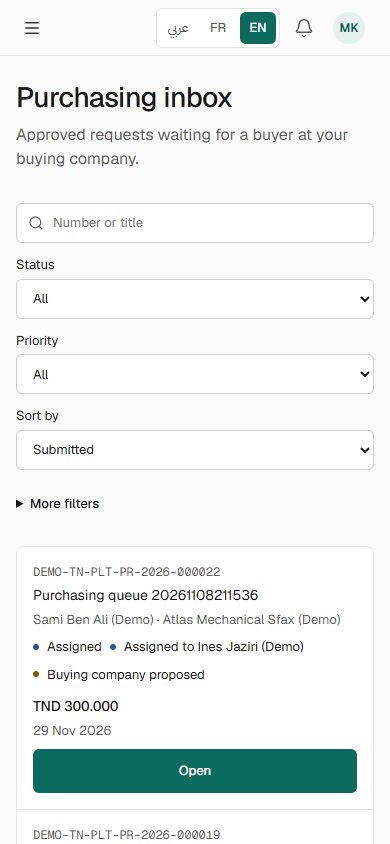 عربي FR EN MK
Purchasing inbox
Approved requests waiting for a buyer at your
buying company.
Number or title
Status
All
Priority
All
Sort by
Submitted
More filters
DEMO-TN-PLT-PR-2026-000022
Purchasing queue 20261108211536
Sami Ben Ali (Demo) · Atlas Mechanical Sfax (Demo)
Assigned Assigned to Ines Jaziri (Demo)
Buying company proposed
TND 300.000
29 Nov 2026
Open
DEMO-TN-PLT-PR-2026-000019